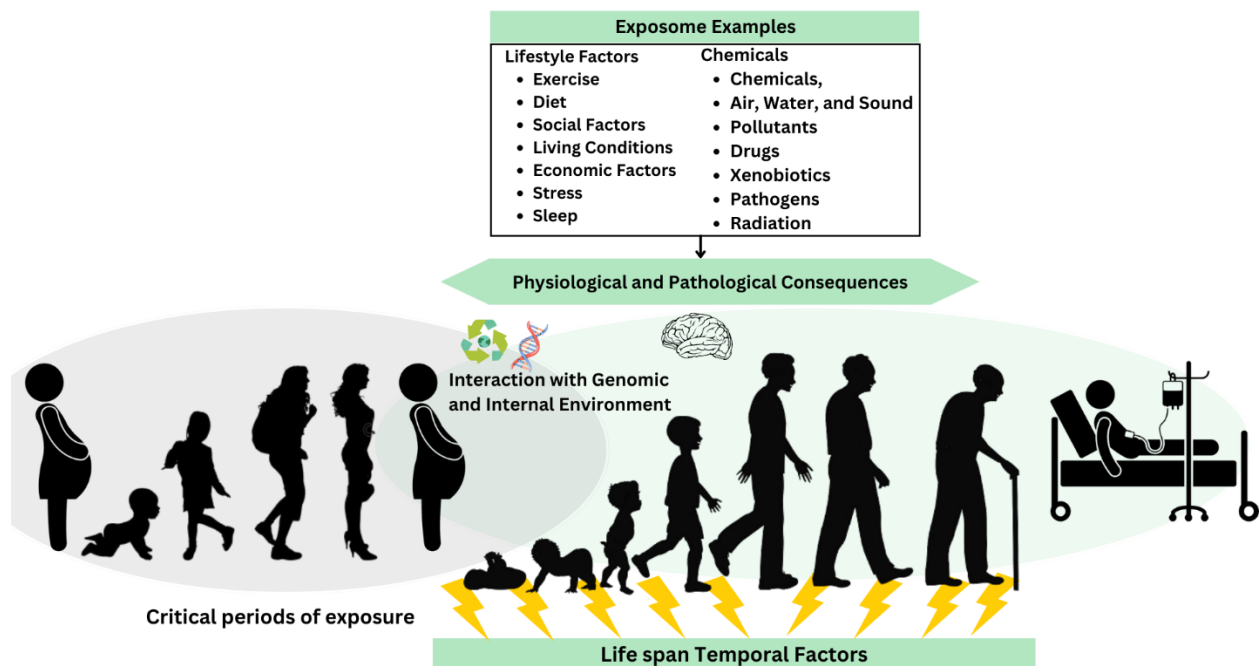 Exposome Examples
Lifestyle Factors
Exercise
Diet
Social Factors
Living Conditions
Economic Factors
Stress
Sleep
Chemicals
Chemicals,
Air, Water, and Sound
Pollutants
Drugs
Xenobiotics
Pathogens
Radiation
Physiological and Pathological Consequences
Interaction with Genomic
and Internal Environment
Critical periods of exposure
Life span Temporal Factors